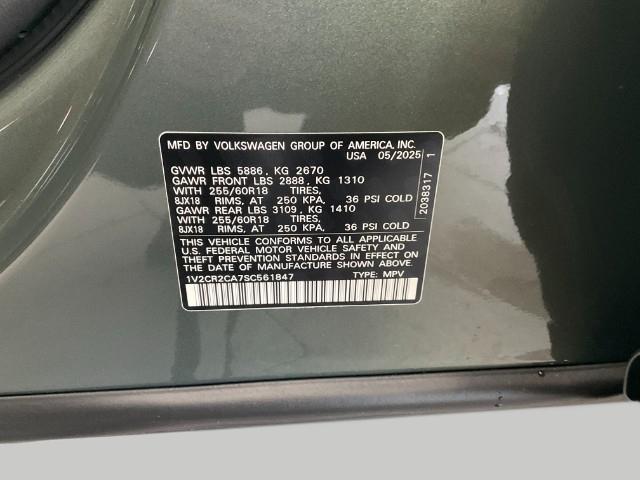 MFD BY VOLKSWAGEN GROUP OF AMERICA, INC.
USA 05/2025
GVWR LBS 5886, KG 2670
GAWR FRONT LBS 2888, KG 1310
WITH 255/60R18 TIRES,
8JX18 RIMS, AT 250 KPA, 36 PSI COLD
GAWR REAR LBS 3109, KG 1410
WITH 255/60R18 TIRES,
8JX18 RIMS, AT 250 KPA, 36 PSI COLD
THIS VEHICLE CONFORMS TO ALL APPLICABLE
U.S. FEDERAL MOTOR VEHICLE SAFETY AND
THEFT PREVENTION STANDARDS IN EFFECT ON
THE DATE OF MANUFACTURE SHOWN ABOVE.
1V2CR2CA7SC561847 TYPE: MPV
2038317 1